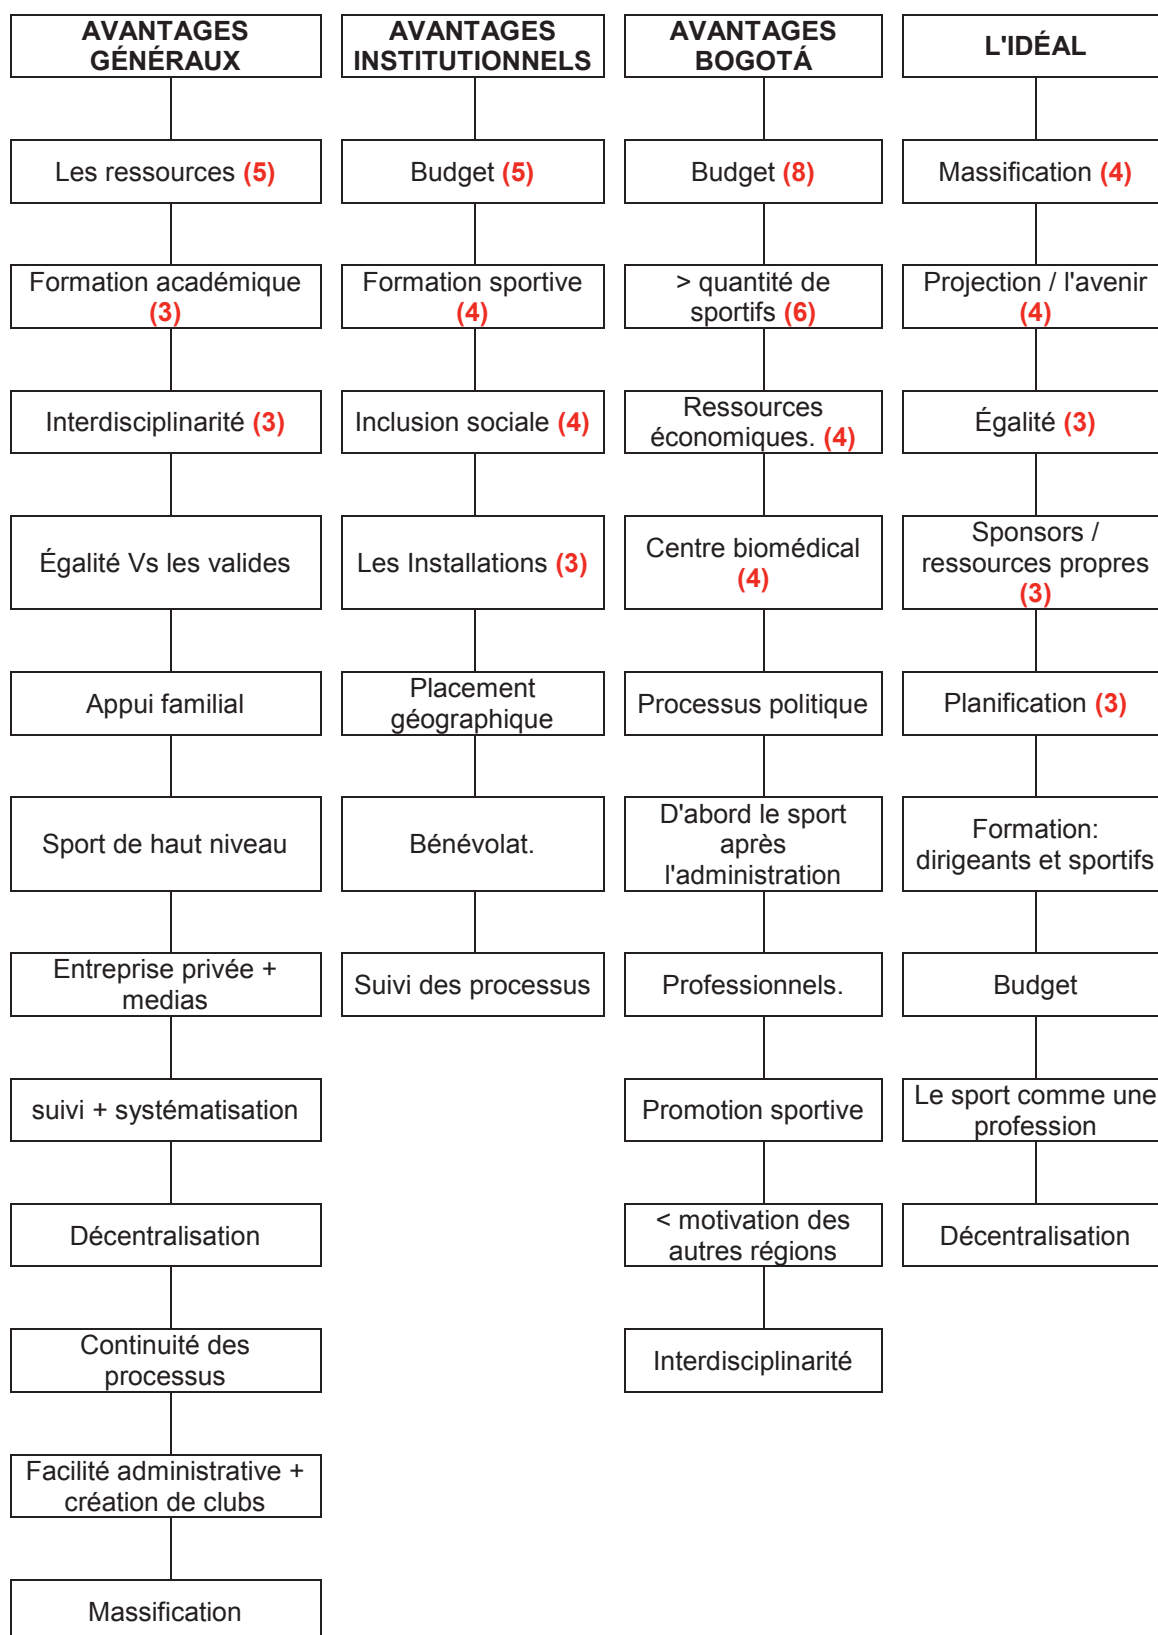 AVANTAGES
GÉNÉRAUX
Les ressources (5)
Formation académique
(3)
Interdisciplinarité (3)
Égalité Vs les valides
Appui familial
Sport de haut niveau
Entreprise privée +
medias
suivi + systématisation
Décentralisation
Continuité des
processus
Facilité administrative +
création de clubs
Massification
AVANTAGES
INSTITUTIONNELS
Budget (5)
Formation sportive
(4)
Inclusion sociale (4)
Les Installations (3)
Placement
géographique
Bénévolat.
Suivi des processus
AVANTAGES
BOGOTÁ
Budget (8)
> quantité de
sportifs (6)
Ressources
économiques. (4)
Centre biomédical
(4)
Processus politique
D'abord le sport
après
l'administration
Professionnels.
Promotion sportive
< motivation des
autres régions
Interdisciplinarité
L'IDÉAL
Massification (4)
Projection / l'avenir
(4)
Égalité (3)
Sponsors /
ressources propres
(3)
Planification (3)
Formation:
dirigeants et sportifs
Budget
Le sport comme une
profession
Décentralisation